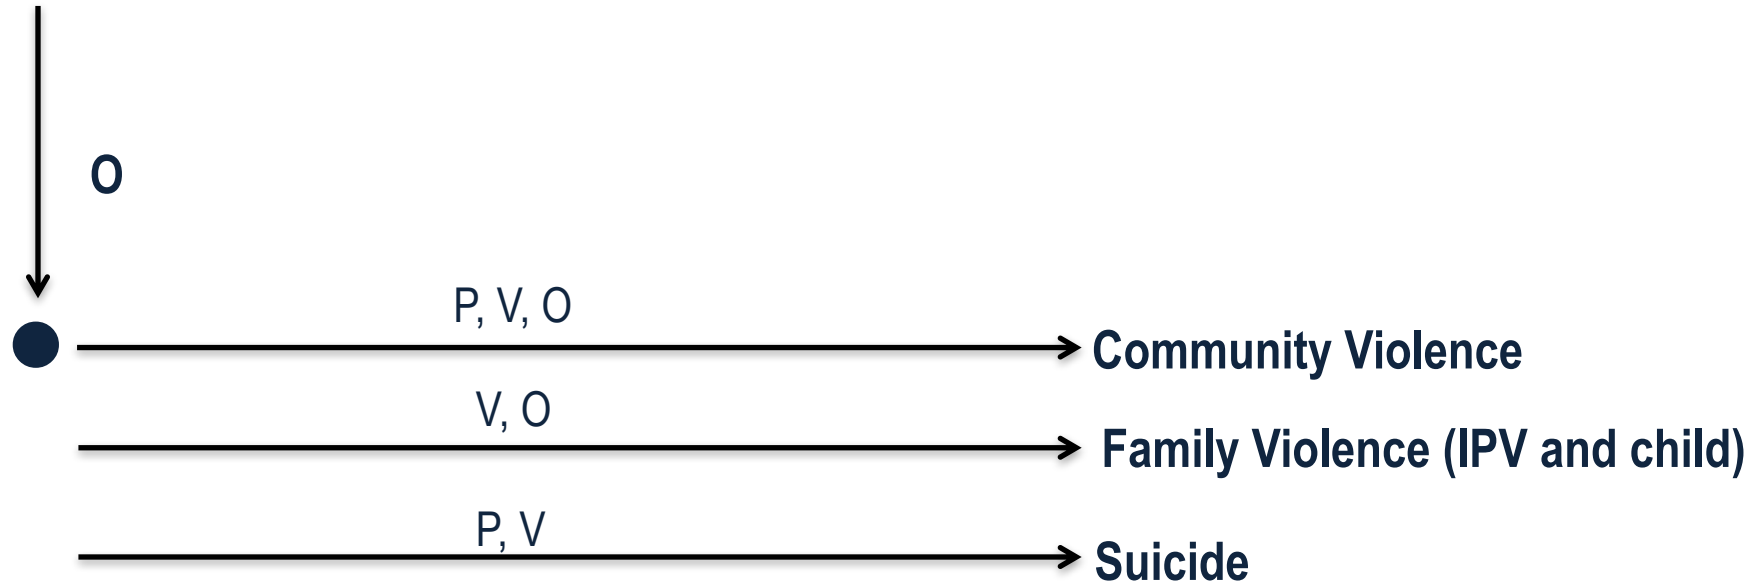 O
P, V, O
Community Violence
V, O
Family Violence (IPV and child)
P, V
Suicide